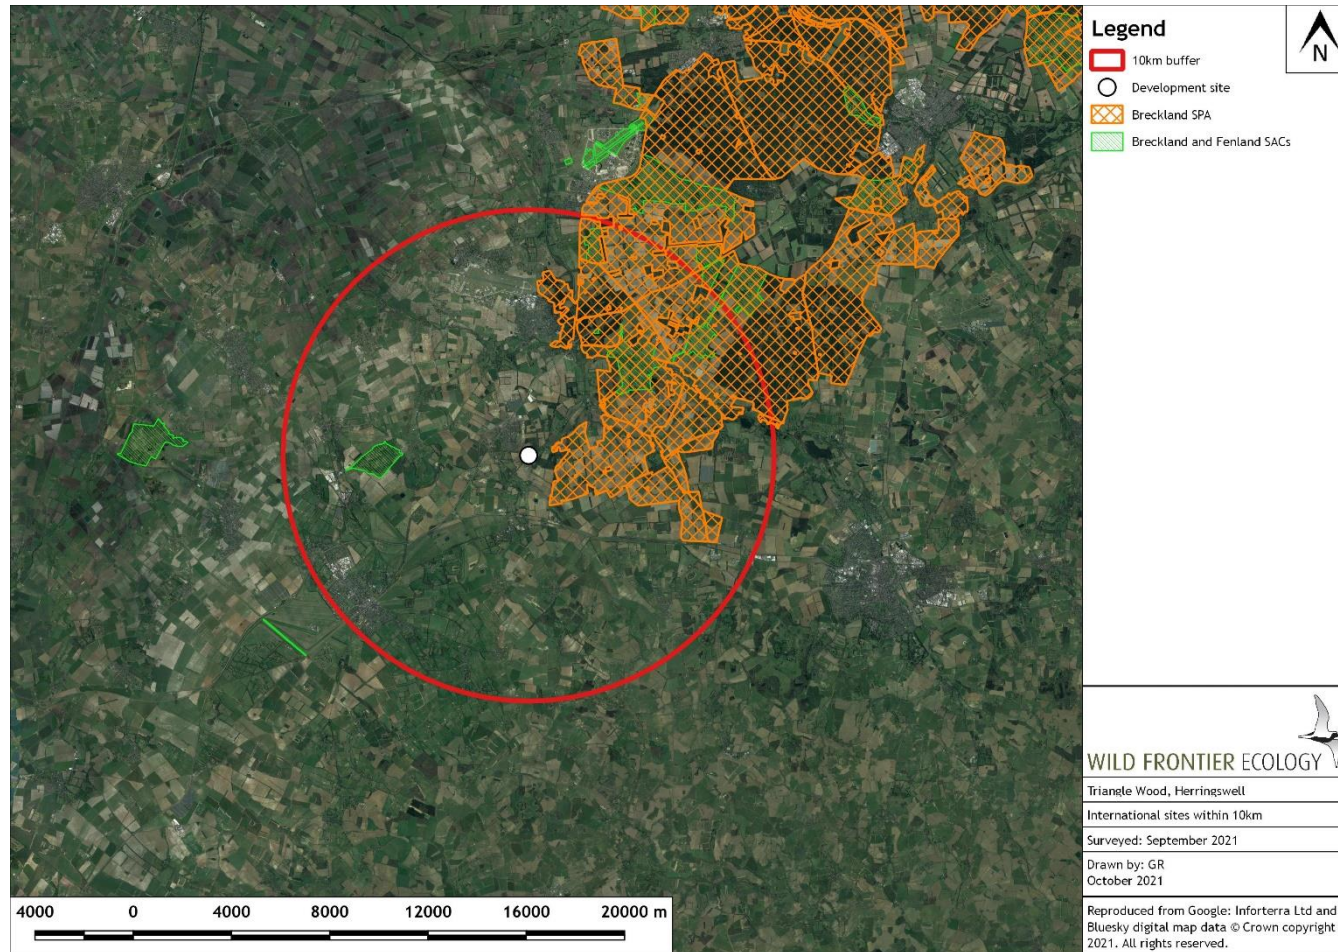 Legend
N
10km buffer
Development site
Breckland SPA
Breckland and Fenland SACs
WILD FRONTIER ECOLOGY
Triangle Wood, Herringswell
International sites within 10km
Surveyed: September 2021
Drawn by: GR
October 2021
Reproduced from Google: Inforterra Ltd and
Bluesky digital map data © Crown copyright
2021. All rights reserved.
4000 0 4000 8000 12000 16000 20000 m